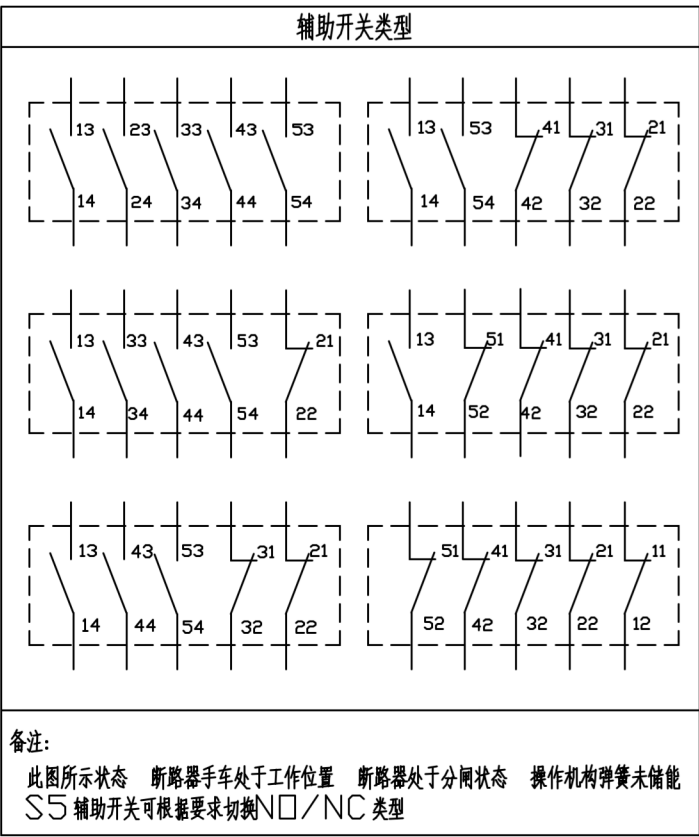 辅助开关类型
13 23 33 43 53
14 24 34 44 54
13 53 41 31 21
14 54 42 32 22
13 33 43 53 21
14 34 44 54 22
13 51 41 31 21
14 52 42 32 22
13 43 53 31 21
14 44 54 32 22
51 41 31 21 11
52 42 32 22 12
备注:
此图所示状态 断路器手车处于工作位置 断路器处于分闸状态 操作机构弹簧未储能
S5辅助开关可根据要求切换NO/NC类型